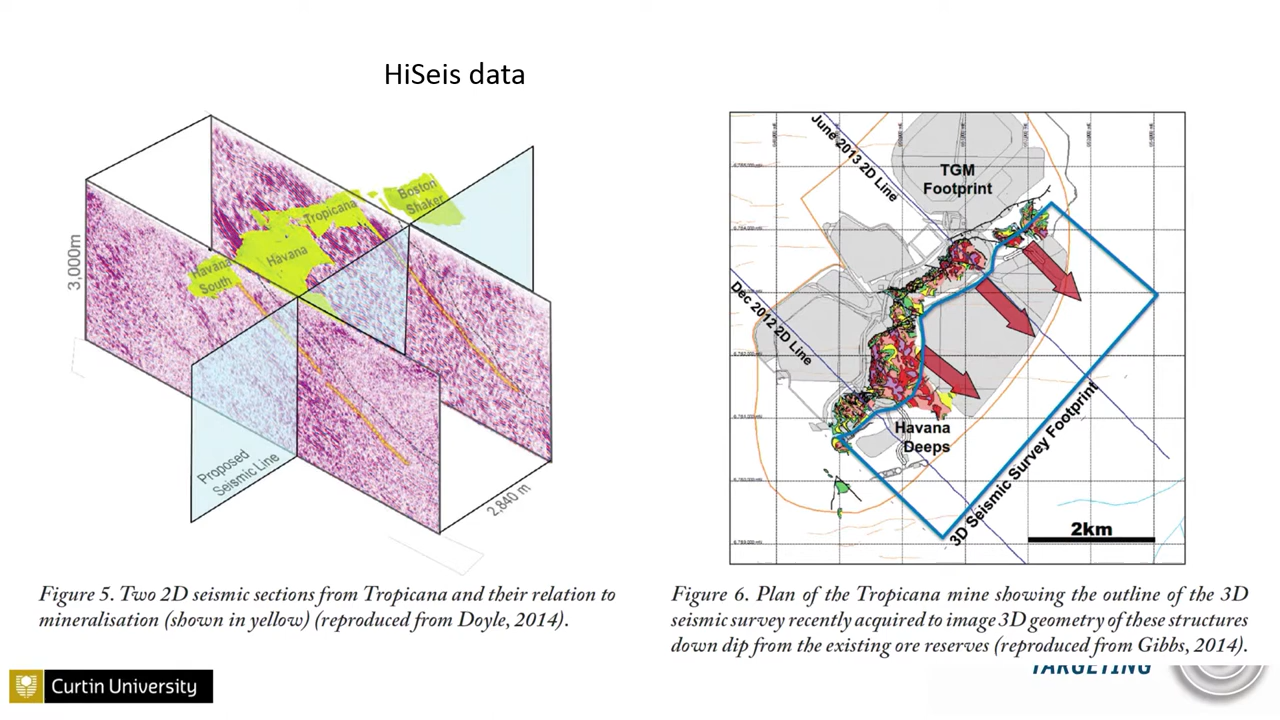 HiSeis data
3,000m
Havana
South
Havana
Tropicana
Boston
Shaker
Proposed
Seismic Line
2,840 m
June 2013 2D Line
TGM
Footprint
Dec 2012 2D Line
Havana
Deeps
3D Seismic Survey Footprint
2km
Figure 5. Two 2D seismic sections from Tropicana and their relation to
mineralisation (shown in yellow) (reproduced from Doyle, 2014).
Figure 6. Plan of the Tropicana mine showing the outline of the 3D
seismic survey recently acquired to image 3D geometry of these structures
down dip from the existing ore reserves (reproduced from Gibbs, 2014).
Curtin University
TARGETING